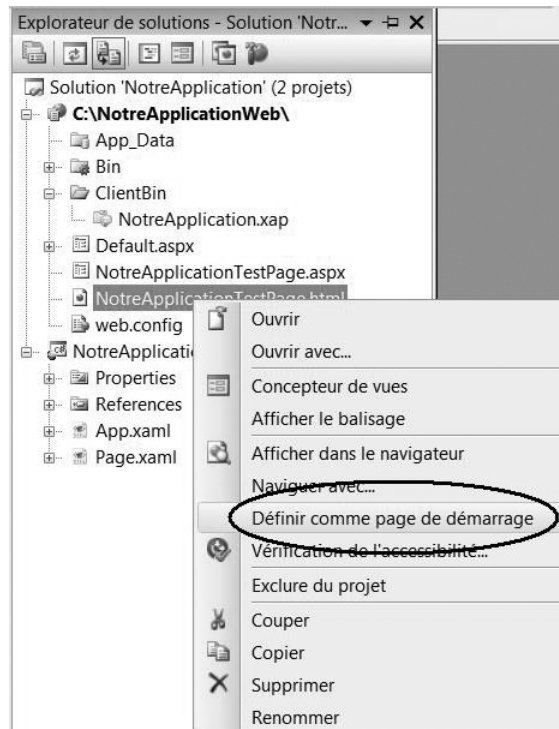 Explorateur de solutions - Solution 'Notr...
Solution 'NotreApplication' (2 projets)
C:\NotreApplicationWeb\
App_Data
Bin
ClientBin
NotreApplication.xap
Default.aspx
NotreApplicationTestPage.aspx
NotreApplicationTestPage.html
web.config
NotreApplicati
Properties
References
App.xaml
Page.xaml
Ouvrir
Ouvrir avec...
Concepteur de vues
Afficher le balisage
Afficher dans le navigateur
Naviguer avec...
Définir comme page de démarrage
Vérification de l'accessibilité...
Exclure du projet
Couper
Copier
Supprimer
Renommer